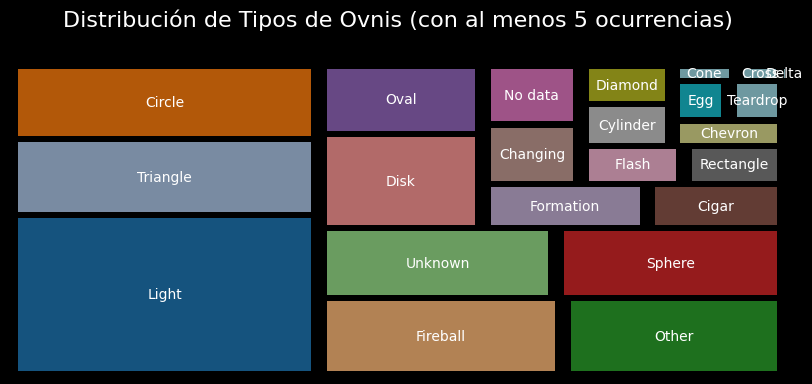 Distribución de Tipos de Ovnis (con al menos 5 ocurrencias)
Circle
Triangle
Light
Oval
Disk
Unknown
Fireball
No data
Changing
Formation
Sphere
Other
Diamond
Cylinder
Flash
Cigar
Cone
Cross
Delta
Egg
Teardrop
Chevron
Rectangle